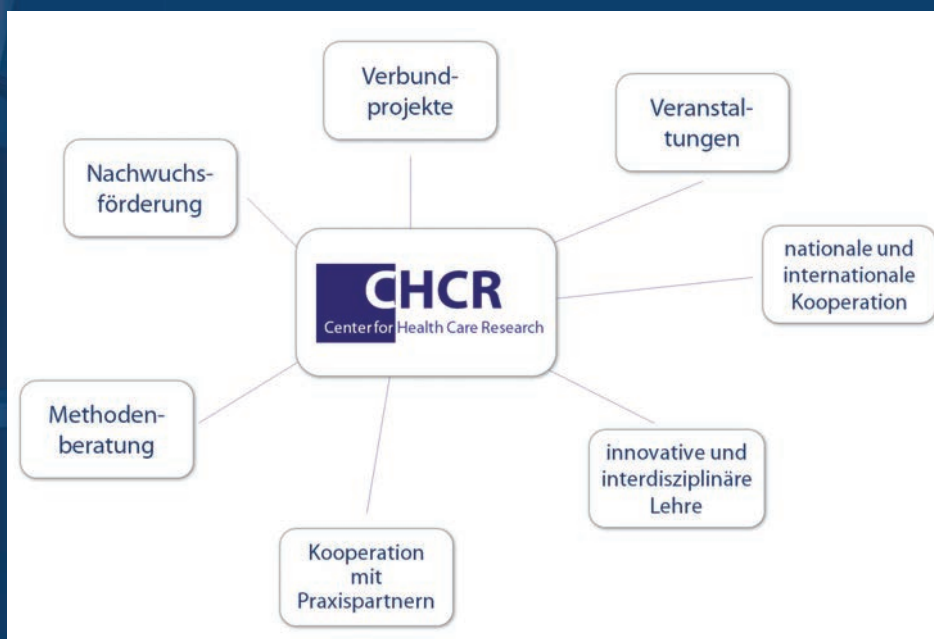 Verbund-
projekte
Veranstal-
tungen
Nachwuchs-
förderung
nationale und
internationale
Kooperation
CHCR
Center for Health Care Research
Methoden-
beratung
innovative und
interdisziplinäre
Lehre
Kooperation
mit
Praxispartnern